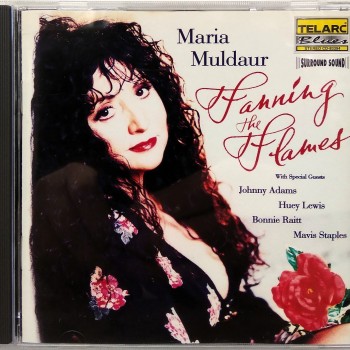 Maria
Muldaur
TELARC
Blues
SURROUND SOUND
Fanning
the
Flames
With Special Guests
Johnny Adams
Huey Lewis
Bonnie Raitt
Mavis Staples